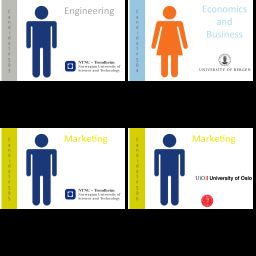 Engineering
NTNU – Trondheim
Norwegian University of
Science and Technology
Economics
and
Business
UNIVERSITY OF BERGEN
Marketing
NTNU – Trondheim
Norwegian University of
Science and Technology
Marketing
UiO University of Oslo